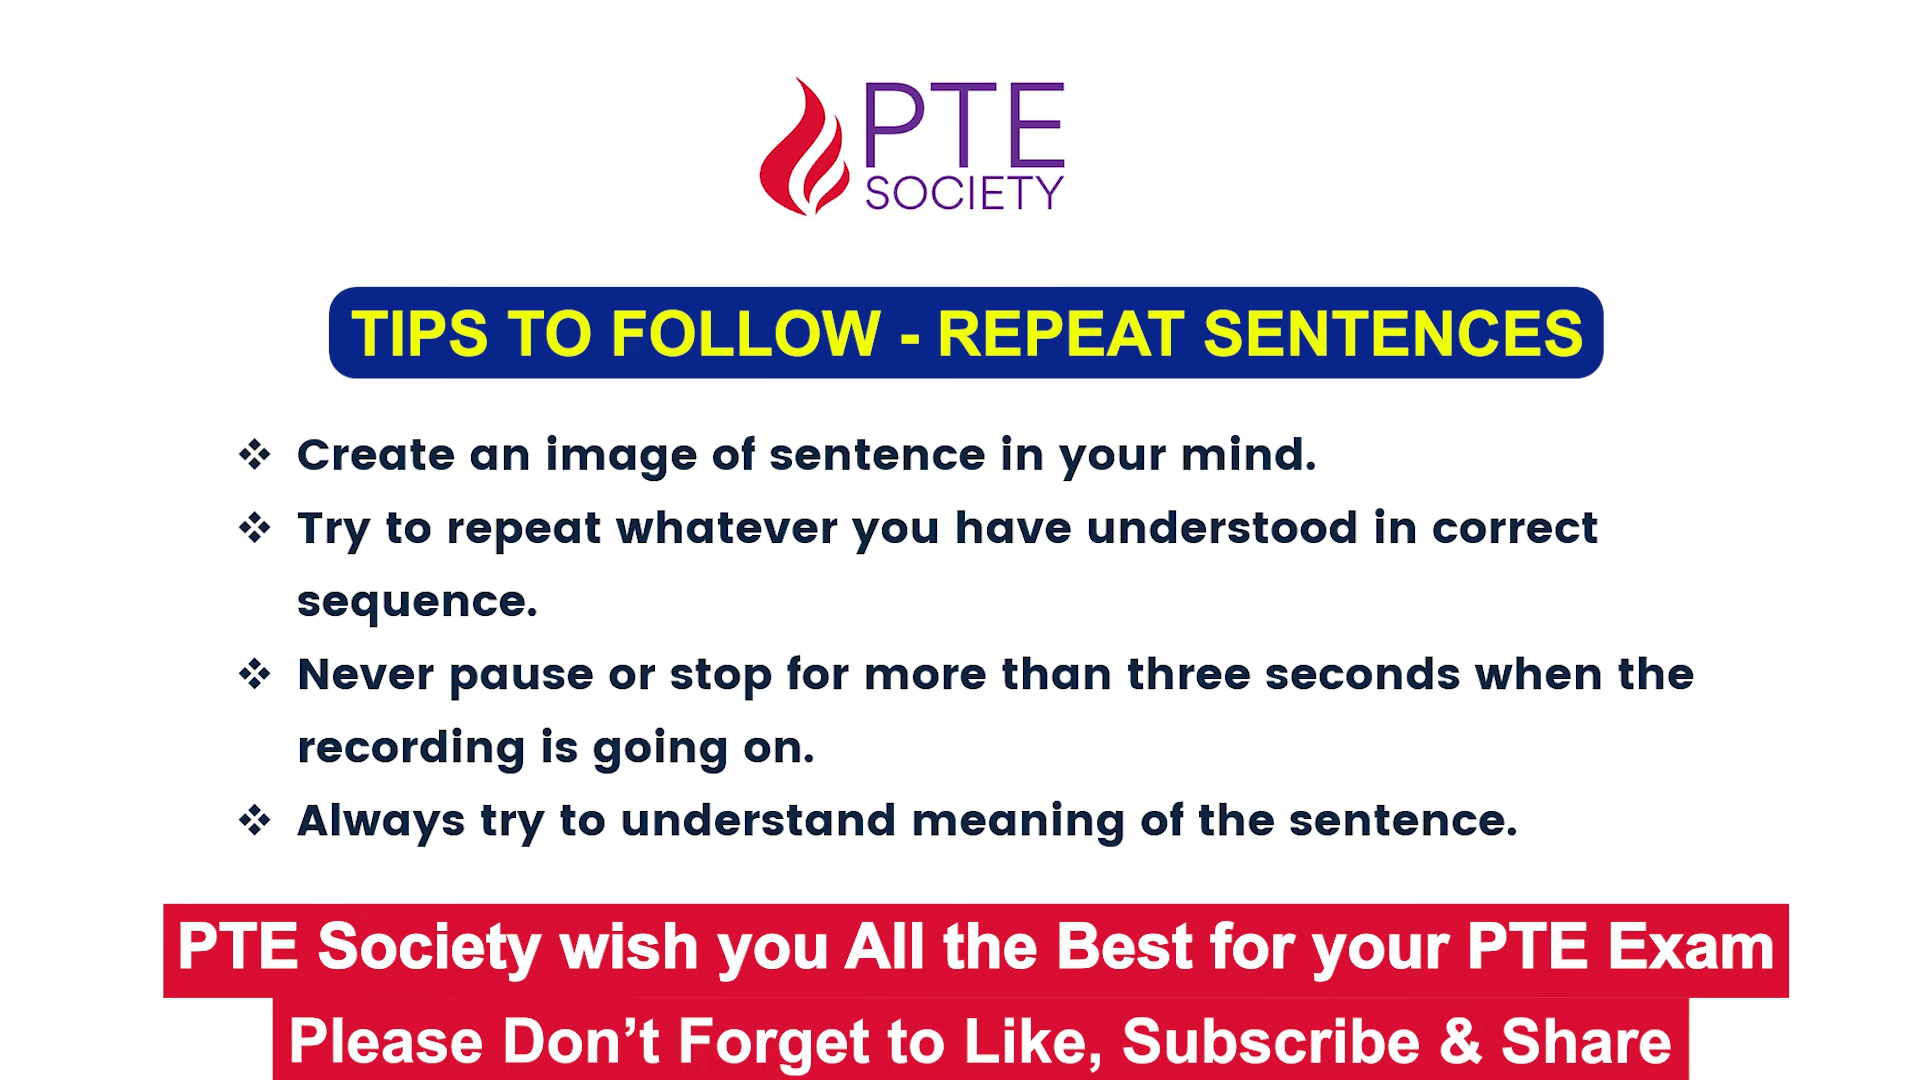 PTE
SOCIETY
TIPS TO FOLLOW - REPEAT SENTENCES
❖ Create an image of sentence in your mind.
❖ Try to repeat whatever you have understood in correct
sequence.
❖ Never pause or stop for more than three seconds when the
recording is going on.
❖ Always try to understand meaning of the sentence.
PTE Society wish you All the Best for your PTE Exam
Please Don’t Forget to Like, Subscribe & Share